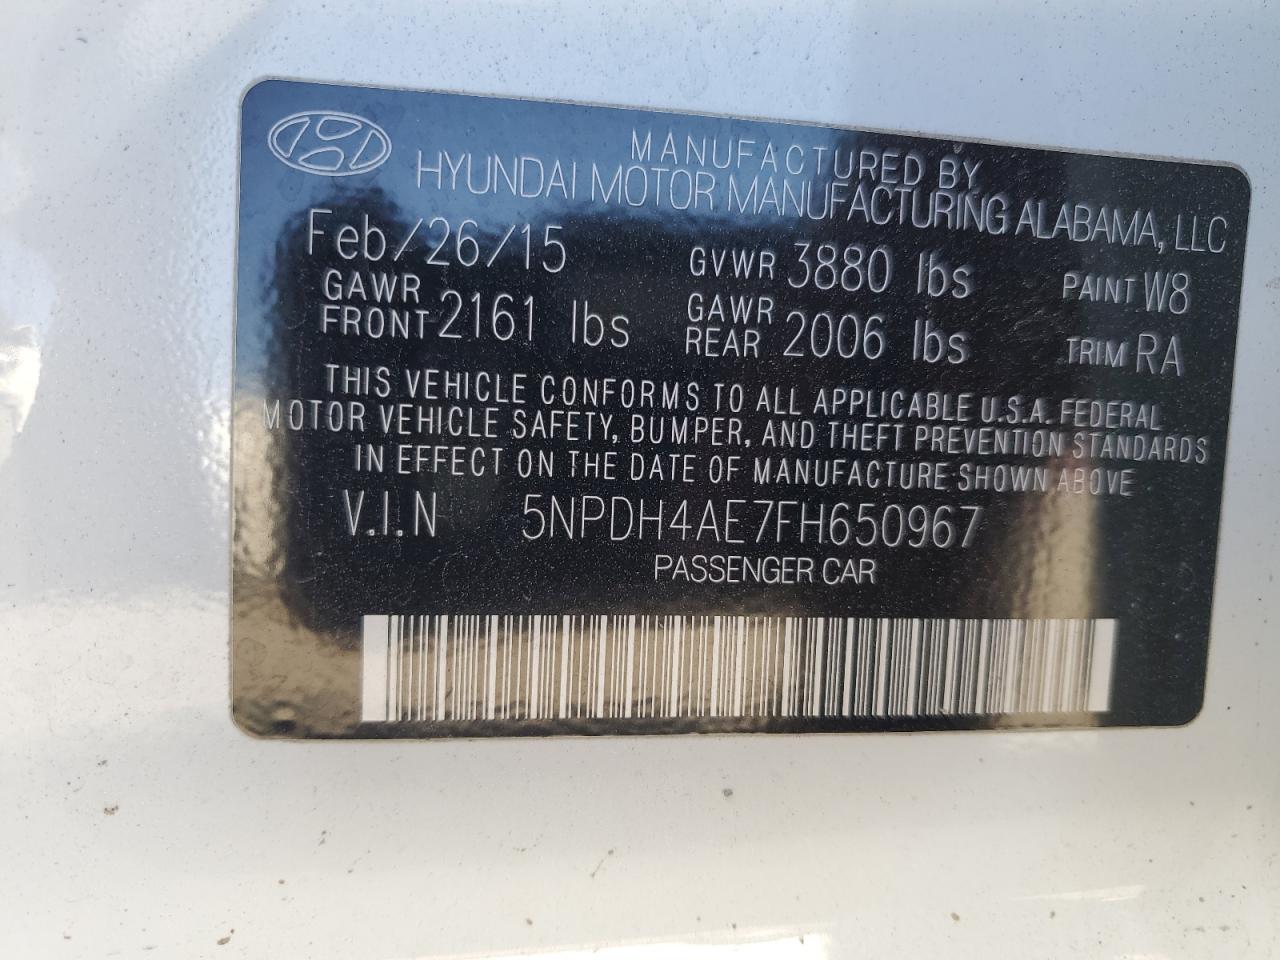 MANUFACTURED BY
HYUNDAI MOTOR MANUFACTURING ALABAMA, LLC
Feb/26/15 GVWR 3880 lbs PAINT W8
GAWR FRONT 2161 lbs GAWR REAR 2006 lbs TRIM RA
THIS VEHICLE CONFORMS TO ALL APPLICABLE U.S.A. FEDERAL
MOTOR VEHICLE SAFETY, BUMPER, AND THEFT PREVENTION STANDARDS
IN EFFECT ON THE DATE OF MANUFACTURE SHOWN ABOVE
V.I.N 5NPDH4AE7FH650967
PASSENGER CAR